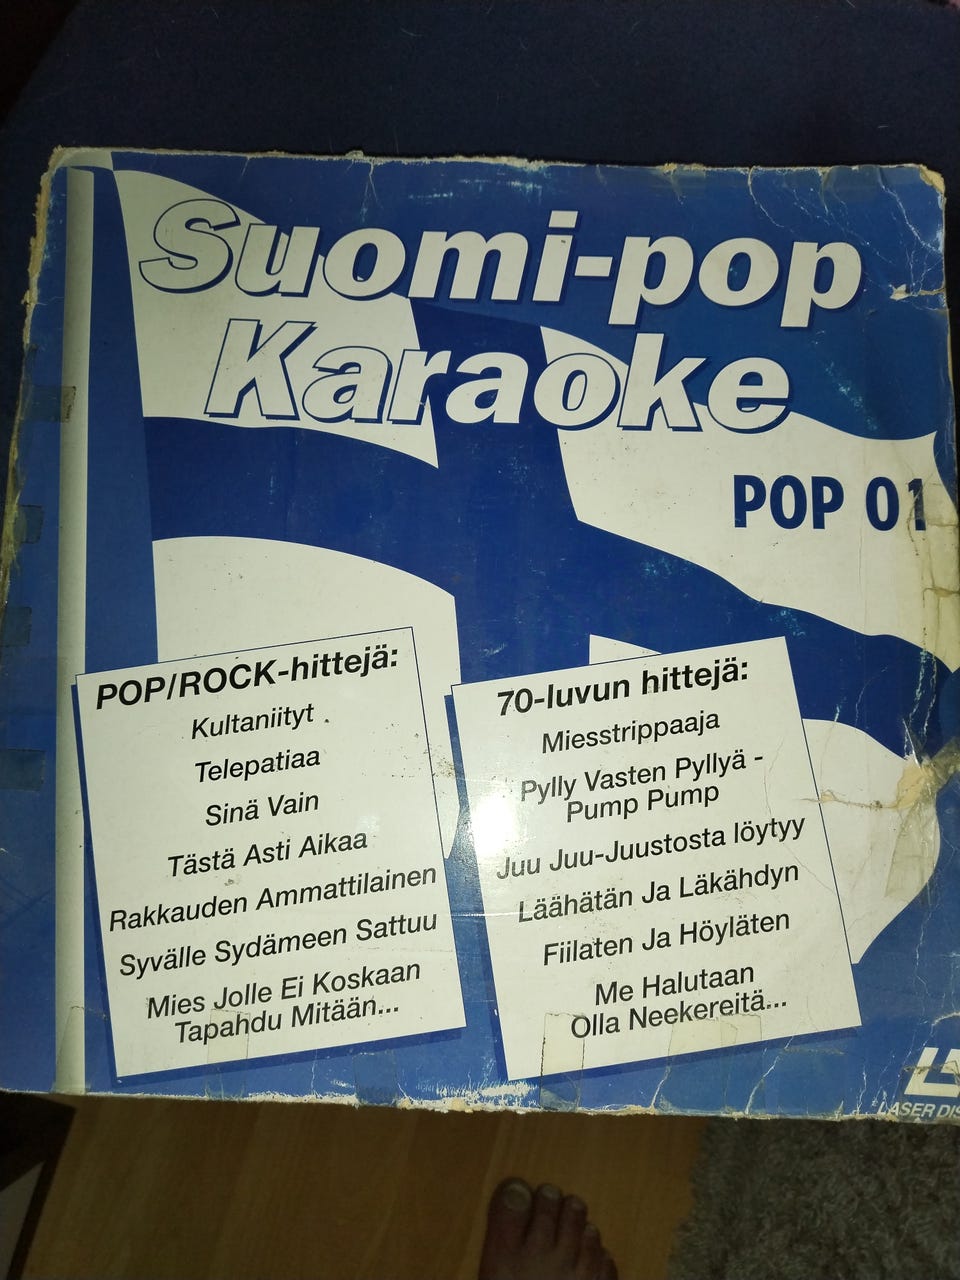 Suomi-pop
Karaoke
POP 01
POP/ROCK-hittejä:
Kultaniityt
Telepatiaa
Sinä Vain
Tästä Asti Aikaa
Rakkauden Ammattilainen
Syvälle Sydämeen Sattuu
Mies Jolle Ei Koskaan
Tapahdu Mitään...
70-luvun hittejä:
Miesstrippaaja
Pylly Vasten Pyllyä -
Pump Pump
Juu Juu-Juustosta löytyy
Läähätän Ja Läkähdyn
Fiilaten Ja Höyläten
Me Halutaan
Olla Neekereitä...
LASER DIS